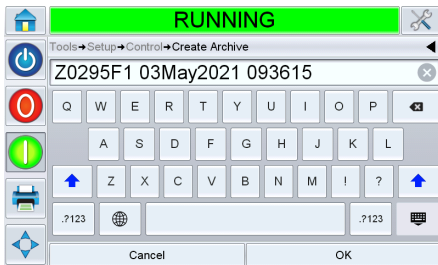 RUNNING
Tools→Setup→Control→Create Archive
Z0295F1 03May2021 093615
Q W E R T Y U I O P
A S D F G H J K L
Z X C V B N M ! ?
.?123 .?123
Cancel OK